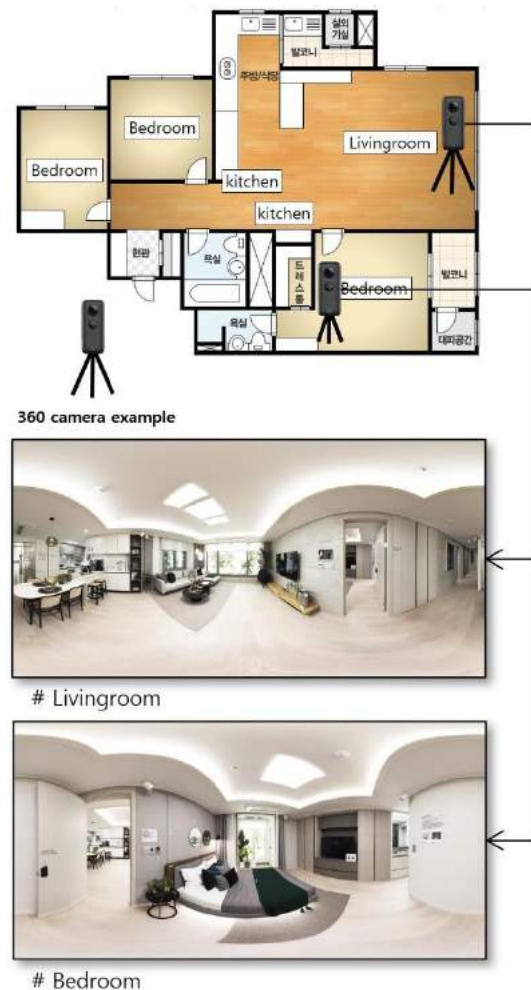 실외
기실
발코니
주방/식당
Bedroom
Livingroom
Bedroom
kitchen
kitchen
현관
욕실
드레스룸
Bedroom
발코니
욕실
대피공간
360 camera example
# Livingroom
# Bedroom